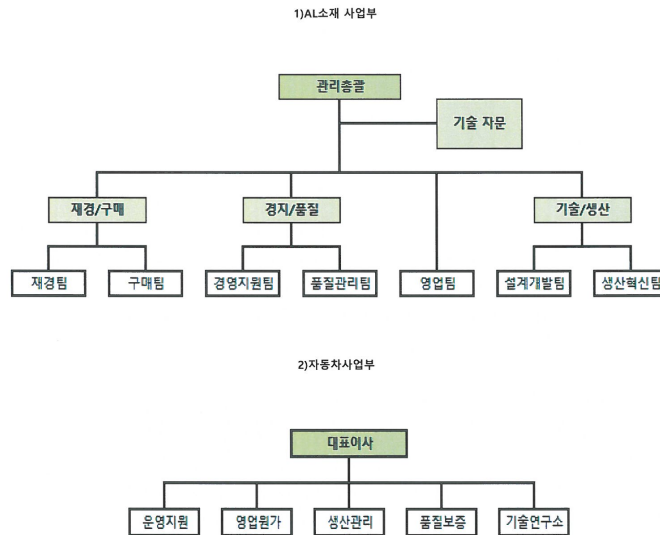 1)AL소재 사업부
관리총괄
기술 자문
재경/구매
경지/품질
기술/생산
재경팀
구매팀
경영지원팀
품질관리팀
영업팀
설계개발팀
생산혁신팀
2)자동차사업부
대표이사
운영지원
영업원가
생산관리
품질보증
기술연구소